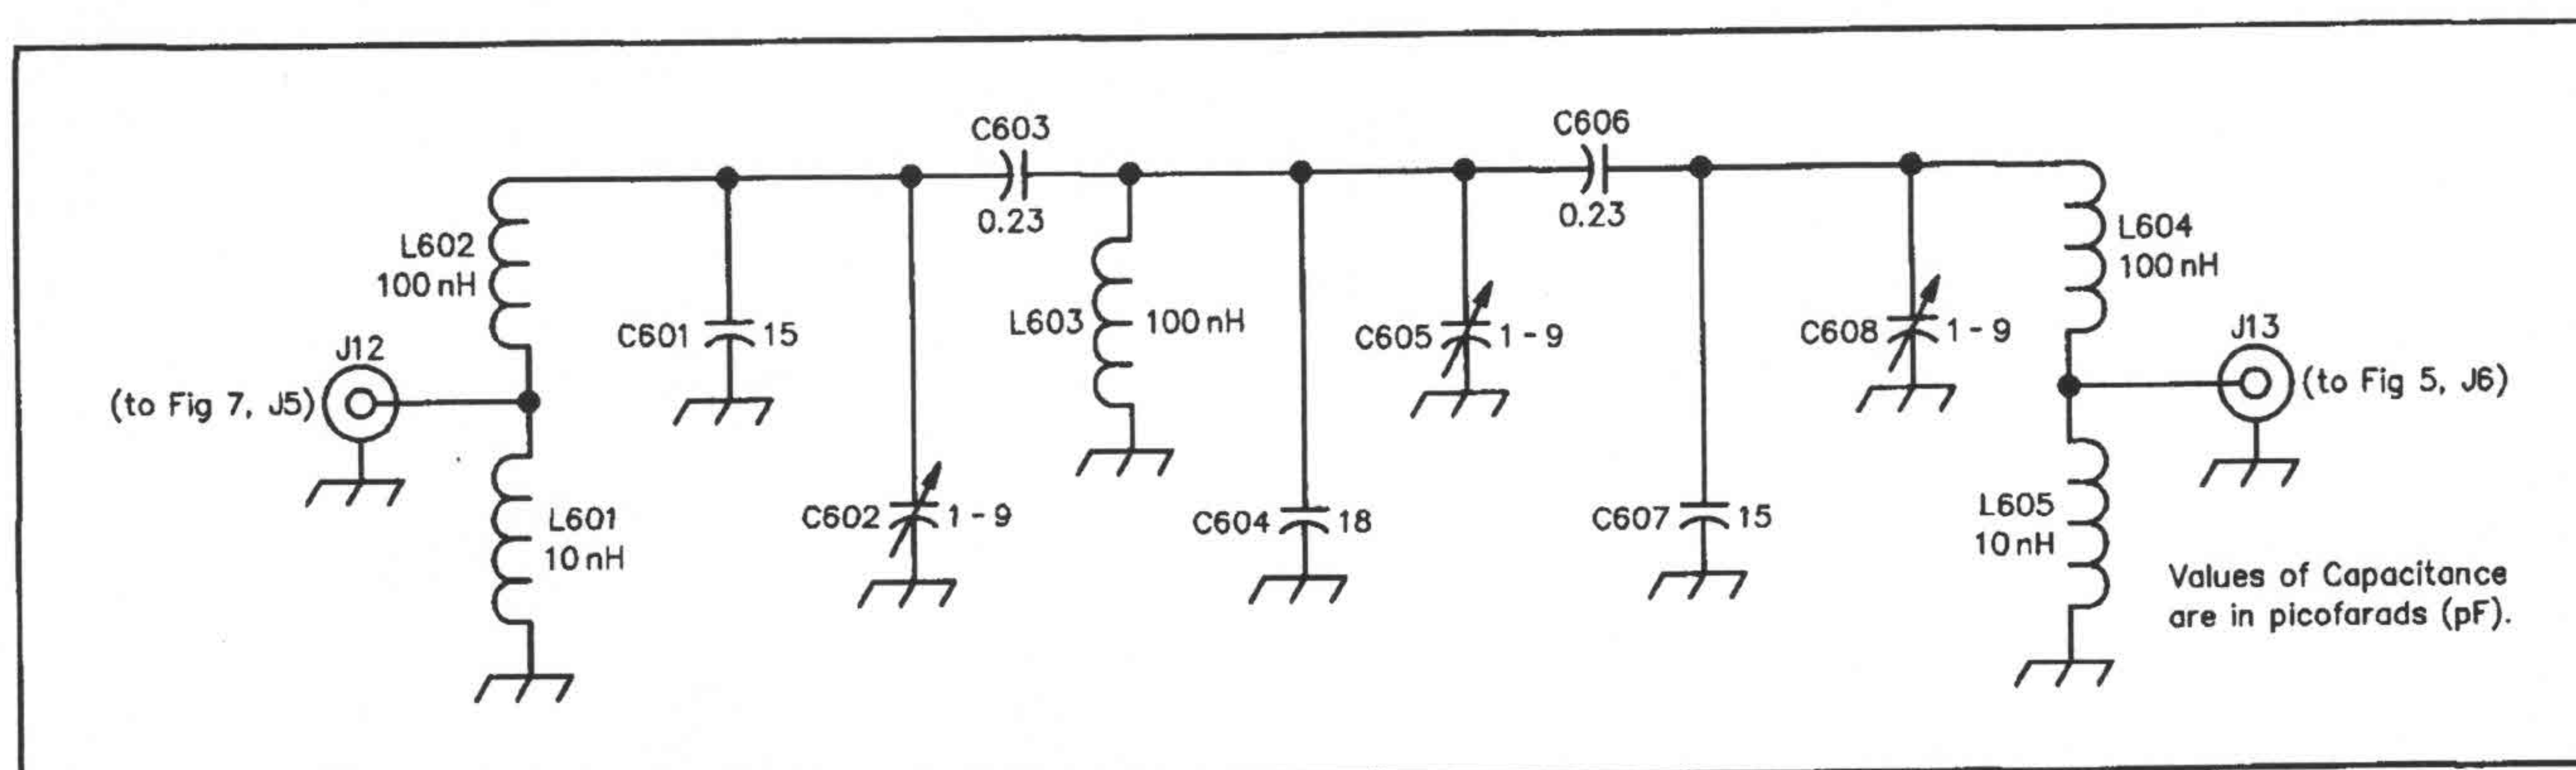 C603
0.23
C606
0.23
L602
100 nH
J12
(to Fig 7, J5)
L601
10 nH
C601
15
C602
1 - 9
L603
100 nH
C604
18
C605
1 - 9
C607
15
C608
1 - 9
L604
100 nH
J13
(to Fig 5, J6)
L605
10 nH
Values of Capacitance
are in picofarads (pF).